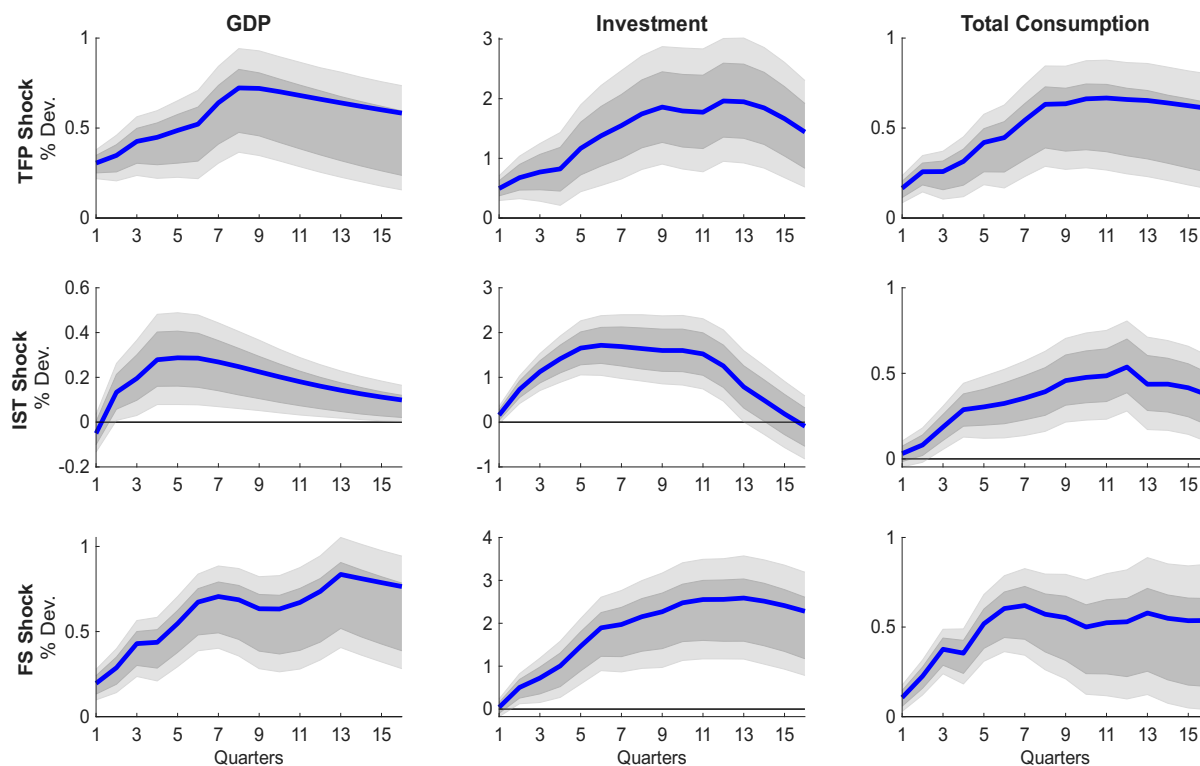 GDP
Investment
Total Consumption
TFP Shock
% Dev.
1
0.5
0
1 3 5 7 9 11 13 15
3
2
1
0
1 3 5 7 9 11 13 15
1
0.5
0
1 3 5 7 9 11 13 15
IST Shock
% Dev.
0.6
0.4
0.2
0
-0.2
1 3 5 7 9 11 13 15
3
2
1
0
-1
1 3 5 7 9 11 13 15
1
0.5
0
1 3 5 7 9 11 13 15
FS Shock
% Dev.
1
0.5
0
1 3 5 7 9 11 13 15
Quarters
4
3
2
1
0
1 3 5 7 9 11 13 15
Quarters
1
0.5
0
1 3 5 7 9 11 13 15
Quarters